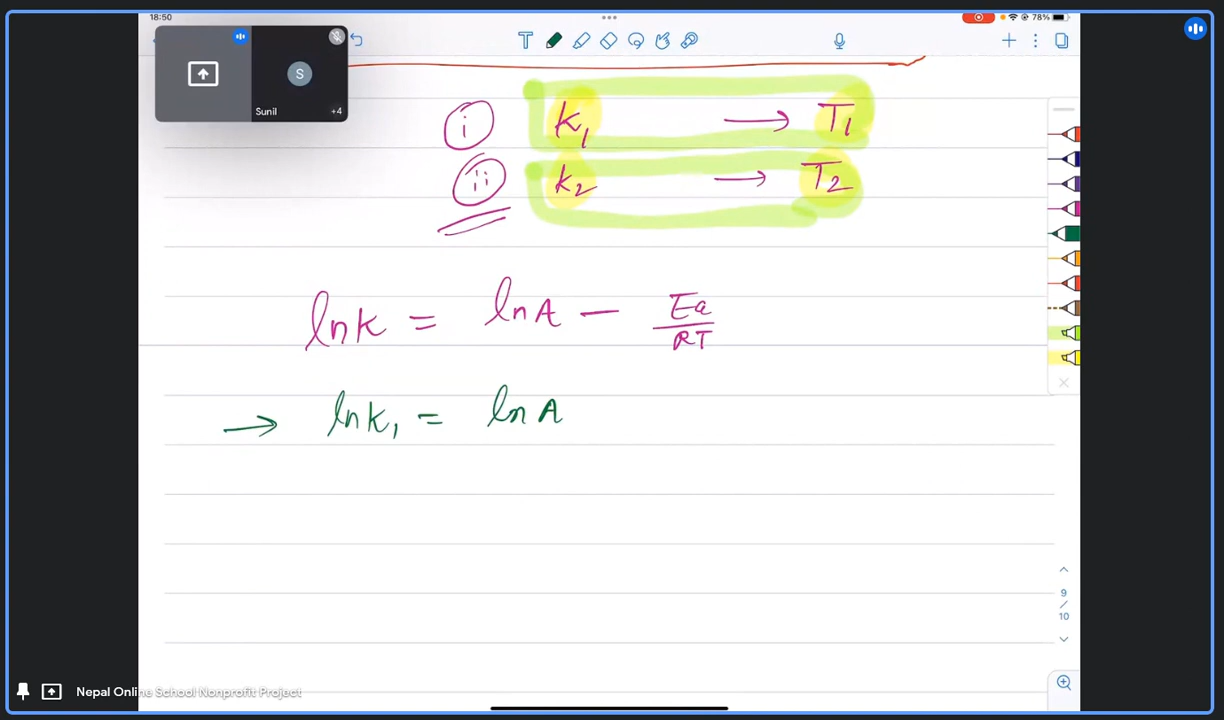 18:50
78%
S
Sunil
+4
i K₁ → T₁
ii K₂ → T₂
lnK = lnA − Ea/RT
→ lnK₁ = lnA
9
/
10
Nepal Online School Nonprofit Project